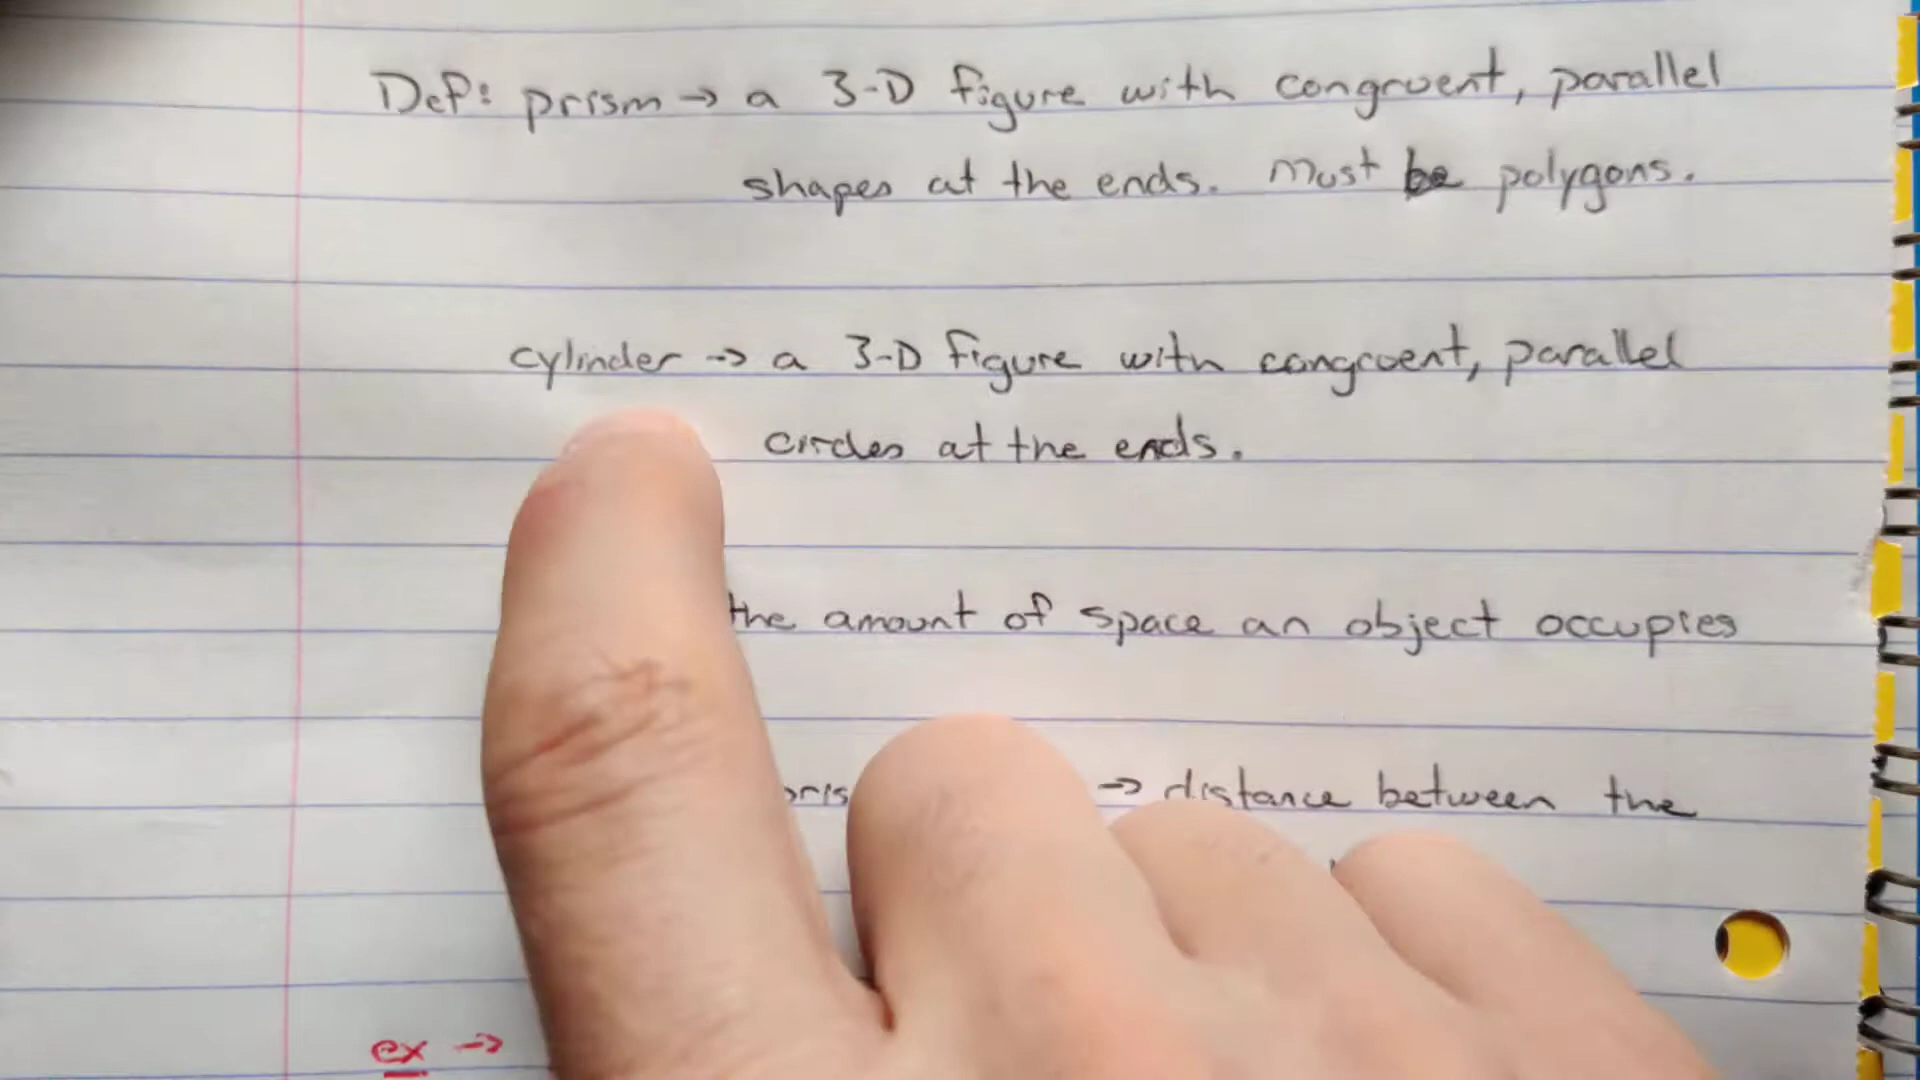 Def: prism → a 3-D figure with congruent, parallel
shapes at the ends. Must be polygons.
cylinder → a 3-D figure with congruent, parallel
circles at the ends.
the amount of space an object occupies
→ distance between the
ex →